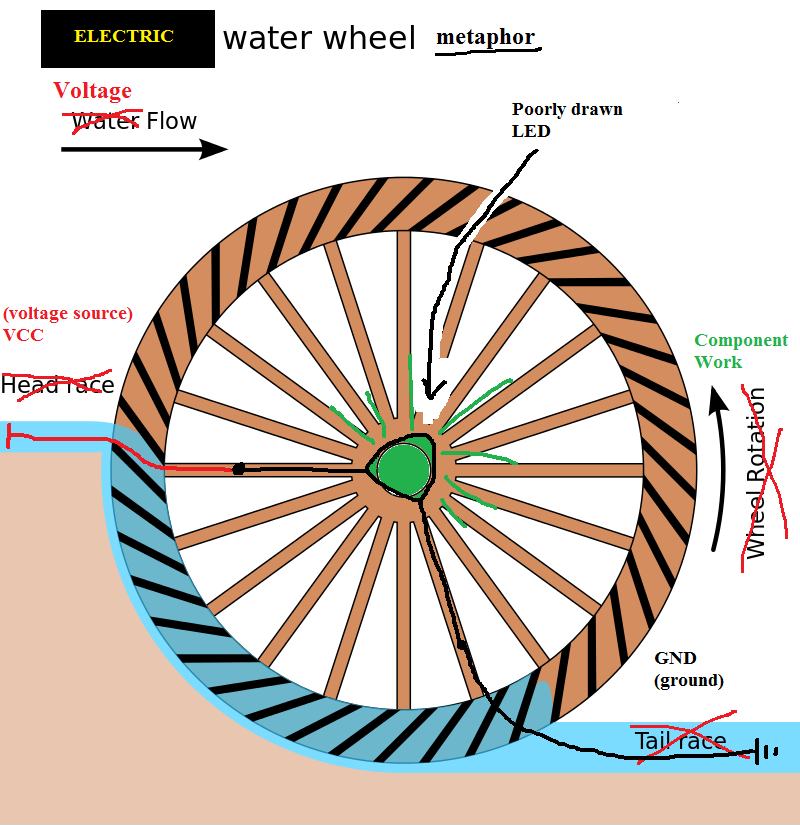 ELECTRIC water wheel metaphor
Voltage
Water Flow
Poorly drawn
LED
(voltage source)
VCC
Head race
Component
Work
Wheel Rotation
GND
(ground)
Tail race